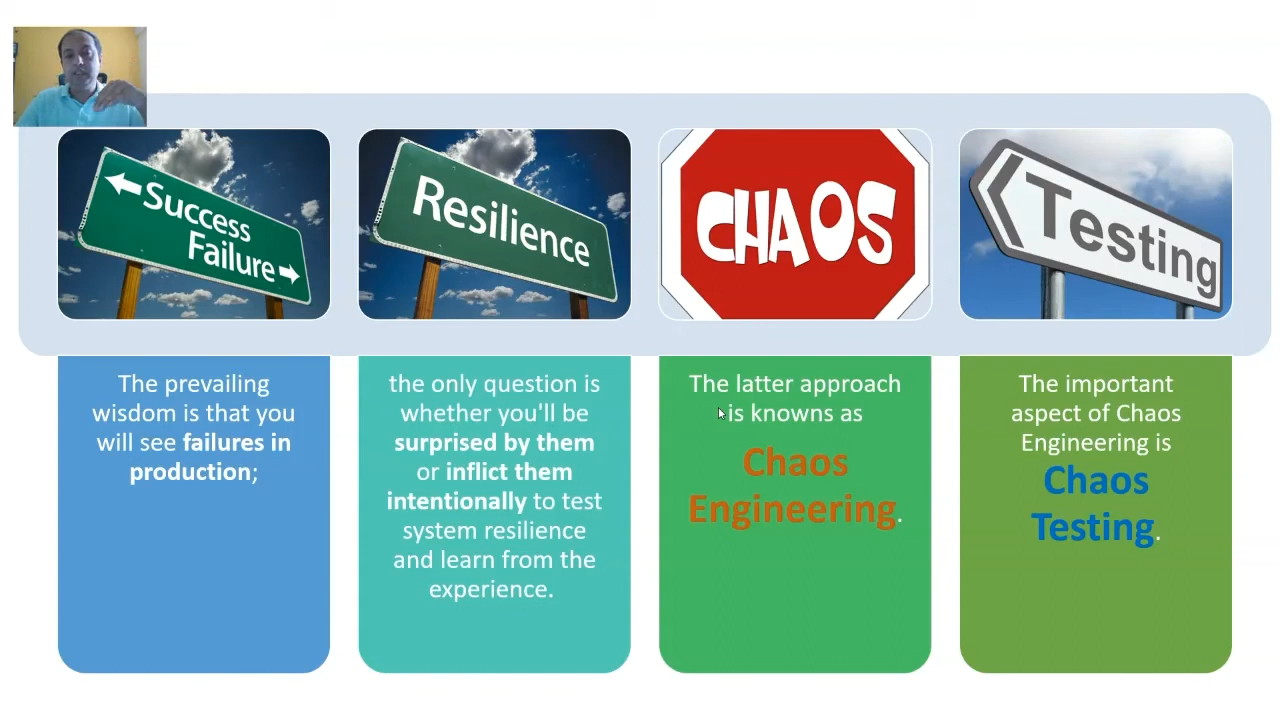 Success
Failure
Resilience
CHAOS
Testing
The prevailing
wisdom is that you
will see failures in
production;
the only question is
whether you'll be
surprised by them
or inflict them
intentionally to test
system resilience
and learn from the
experience.
The latter approach
is knowns as
Chaos
Engineering.
The important
aspect of Chaos
Engineering is
Chaos
Testing.